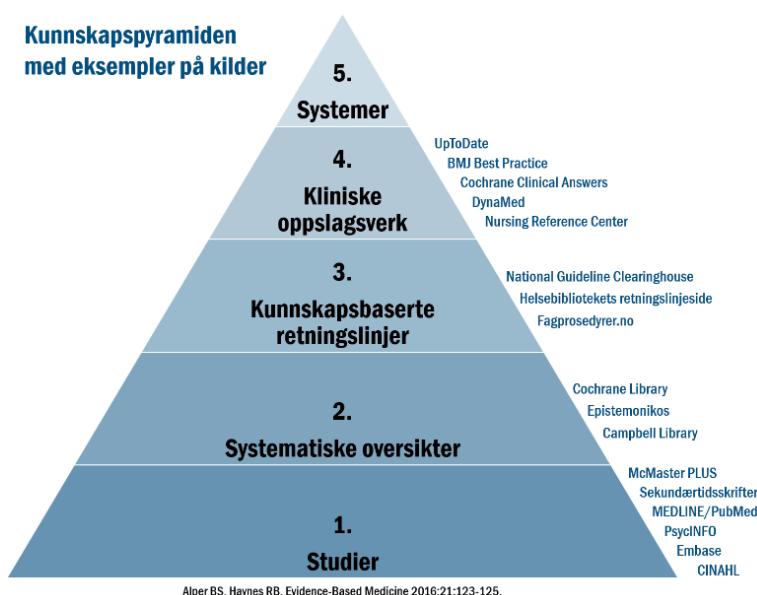 Kunnskapspyramiden
med eksempler på kilder
5.
Systemer
UpToDate
BMJ Best Practice
Cochrane Clinical Answers
DynaMed
Nursing Reference Center
4.
Kliniske
oppslagsverk
National Guideline Clearinghouse
Helsebibliotekets retningslinjeside
Fagprosedyrer.no
3.
Kunnskapsbaserte
retningslinjer
Cochrane Library
Epistemonikos
Campbell Library
2.
Systematiske oversikter
McMaster PLUS
Sekundærtidsskrifter
MEDLINE/PubMed
PsycINFO
Embase
CINAHL
1.
Studier
Alper BS, Haynes RB. Evidence-Based Medicine 2016;21:123-125.